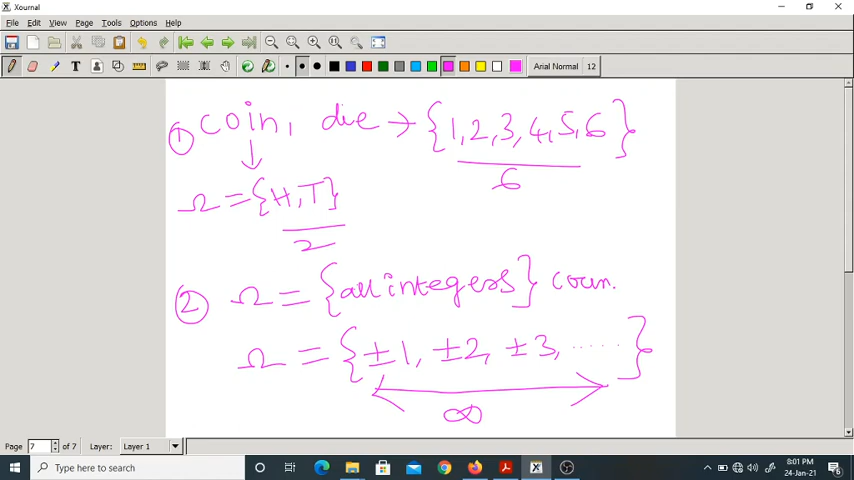 Xournal
File Edit View Page Tools Options Help
Arial Normal 12
① coin, die → {1,2,3,4,5,6}
6
Ω = {H,T}
2
② Ω = {all integers} coun.
Ω = {±1, ±2, ±3, ......}
∞
Page 7 of 7 Layer: Layer 1
Type here to search
8:01 PM
24-Jan-21
6